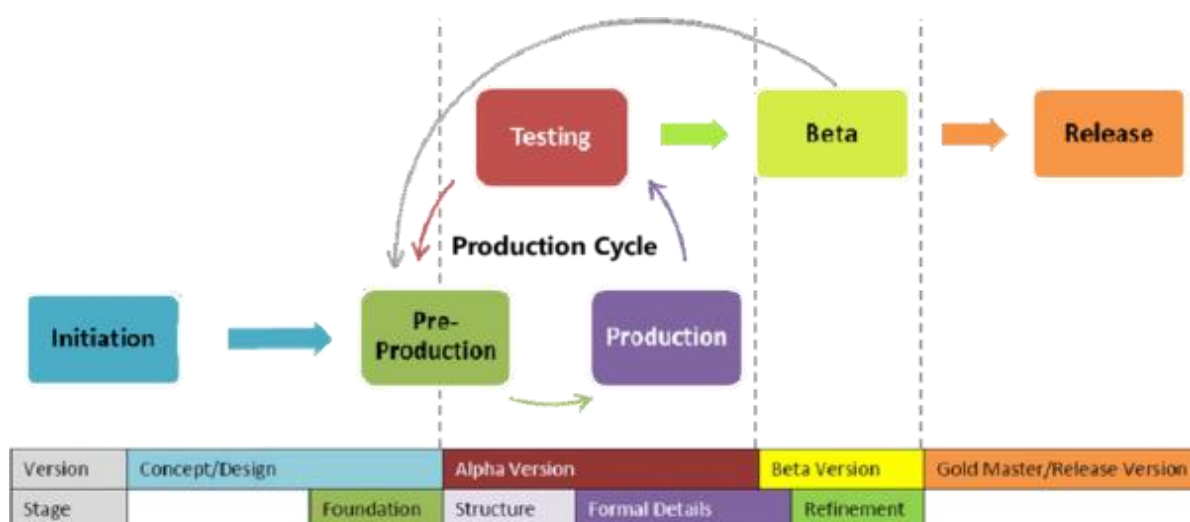 Testing
Beta
Release
Production Cycle
Initiation
Pre-
Production
Production
Version Concept/Design Alpha Version Beta Version Gold Master/Release Version
Stage Foundation Structure Formal Details Refinement